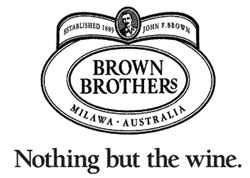 ESTABLISHED 1889 JOHN F. BROWN
BROWN
BROTHERS
MILAWA · AUSTRALIA
Nothing but the wine.